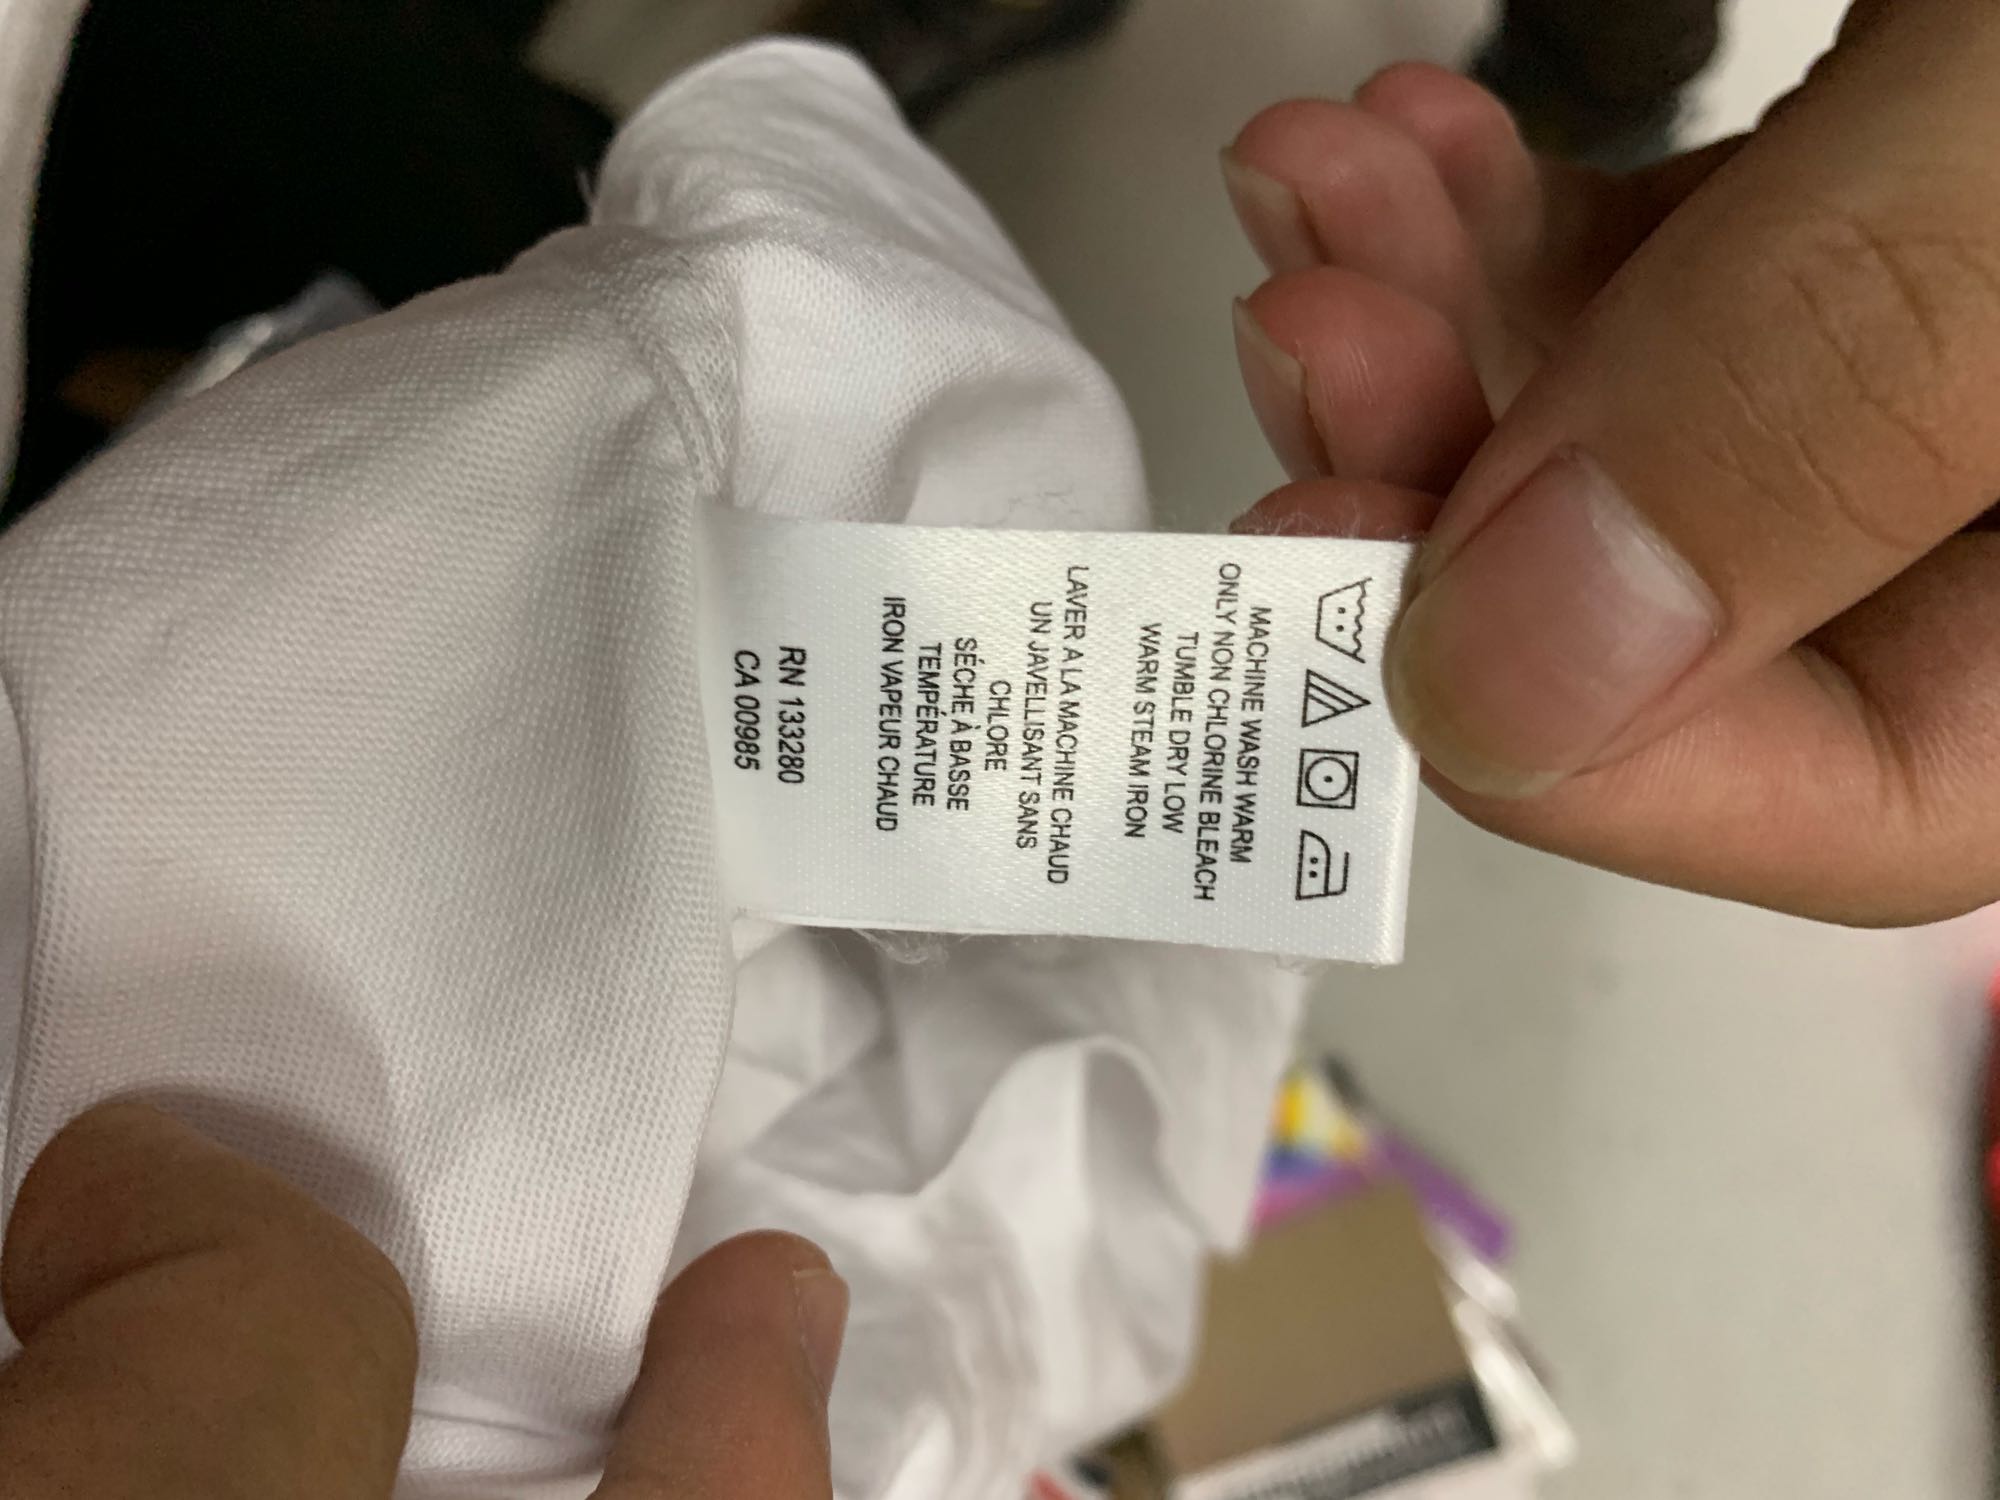 MACHINE WASH WARM
ONLY NON CHLORINE BLEACH
TUMBLE DRY LOW
WARM STEAM IRON
LAVER A LA MACHINE CHAUD
UN JAVELLISANT SANS
CHLORE
SÉCHE À BASSE
TEMPÉRATURE
IRON VAPEUR CHAUD
RN 133280
CA 00985